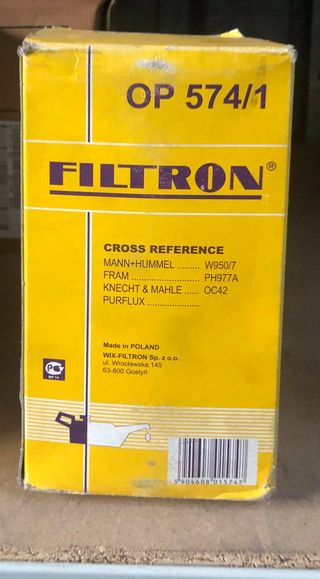 OP 574/1
FILTRON®
CROSS REFERENCE
MANN+HUMMEL ......... W950/7
FRAM ........................... PH977A
KNECHT & MAHLE ..... OC42
PURFLUX ....................
Made in POLAND
WIX-FILTRON Sp. z o.o.
ul. Wrocławska 145
63-800 Gostyń
5 904608 015742